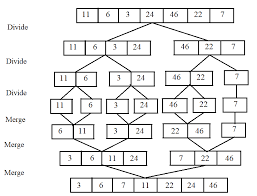 11 6 3 24 46 22 7
Divide
11 6 3 24 46 22 7
Divide
11 6 3 24 46 22 7
Divide
11 6 3 24 46 22 7
Merge
6 11 3 24 22 46 7
Merge
3 6 11 24 7 22 46
Merge
3 6 7 11 22 24 46